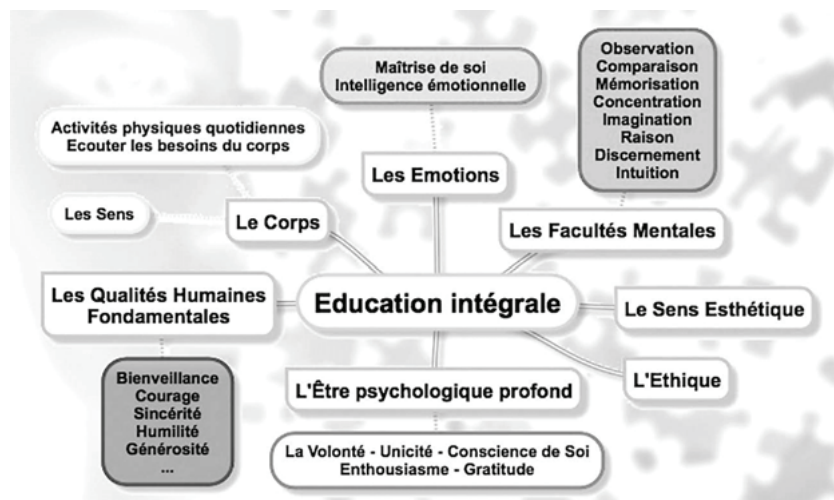 Maîtrise de soi
Intelligence émotionnelle
Observation
Comparaison
Mémorisation
Concentration
Imagination
Raison
Discernement
Intuition
Activités physiques quotidiennes
Ecouter les besoins du corps
Les Emotions
Les Sens
Le Corps
Les Facultés Mentales
Les Qualités Humaines
Fondamentales
Education intégrale
Le Sens Esthétique
L'Ethique
L'Être psychologique profond
Bienveillance
Courage
Sincérité
Humilité
Générosité
...
La Volonté - Unicité - Conscience de Soi
Enthousiasme - Gratitude